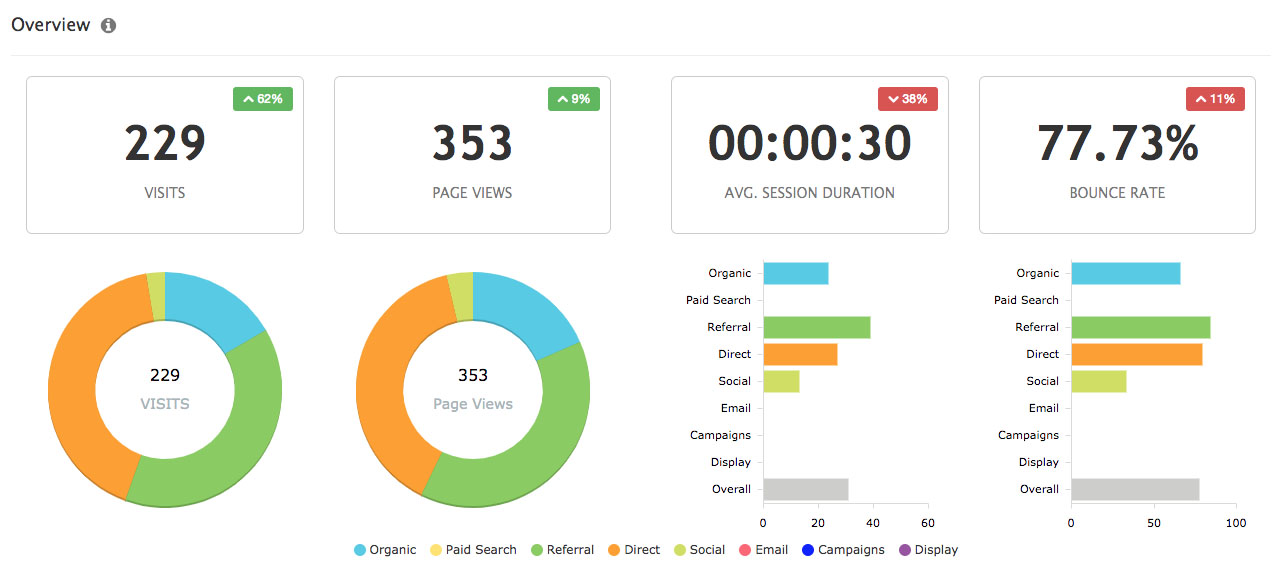 Overview
62%
229
VISITS
9%
353
PAGE VIEWS
38%
00:00:30
AVG. SESSION DURATION
11%
77.73%
BOUNCE RATE
229
VISITS
353
Page Views
Organic
Paid Search
Referral
Direct
Social
Email
Campaigns
Display
Overall
0 20 40 60
Organic
Paid Search
Referral
Direct
Social
Email
Campaigns
Display
Overall
0 50 100
Organic Paid Search Referral Direct Social Email Campaigns Display